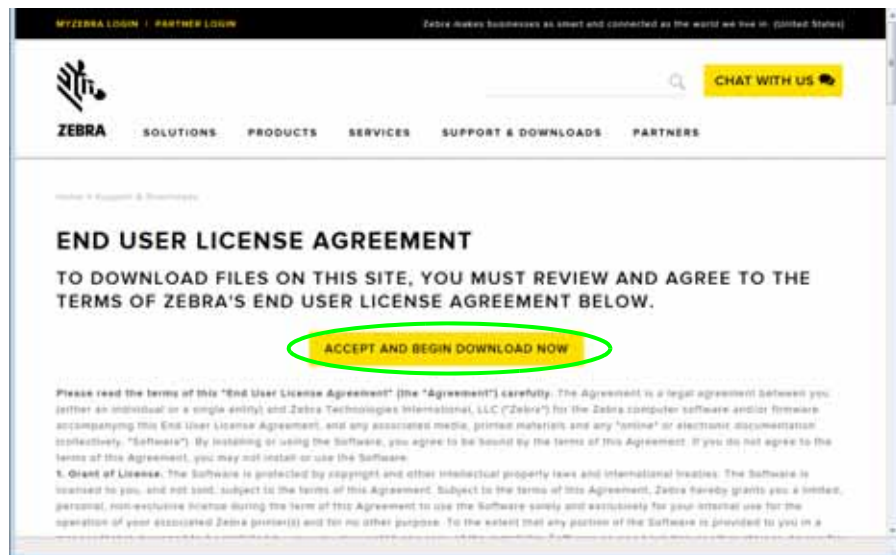 MYZEBRA LOGIN / PARTNER LOGIN Zebra makes businesses as smart and connected as the world we live in. (United States)
CHAT WITH US
ZEBRA SOLUTIONS PRODUCTS SERVICES SUPPORT & DOWNLOADS PARTNERS
Home > Support & Downloads
END USER LICENSE AGREEMENT
TO DOWNLOAD FILES ON THIS SITE, YOU MUST REVIEW AND AGREE TO THE
TERMS OF ZEBRA'S END USER LICENSE AGREEMENT BELOW.
ACCEPT AND BEGIN DOWNLOAD NOW
Please read the terms of this "End User License Agreement" (the "Agreement") carefully. The Agreement is a legal agreement between you
(either an individual or a single entity) and Zebra Technologies International, LLC ("Zebra") for the Zebra computer software and/or firmware
accompanying this End User License Agreement, and any associated media, printed materials and any "online" or electronic documentation
(collectively, "Software"). By installing or using the Software, you agree to be bound by the terms of this Agreement. If you do not agree to the
terms of this Agreement, you may not install or use the Software.
1. Grant of License. The Software is protected by copyright and other intellectual property laws and international treaties. The Software is
licensed to you, and not sold, subject to the terms of this Agreement. Subject to the terms of this Agreement, Zebra hereby grants you a limited,
personal, non-exclusive license during the term of this Agreement to use the Software solely and exclusively for your internal use for the
operation of your associated Zebra printer(s) and for no other purpose. To the extent that any portion of the Software is provided to you in a